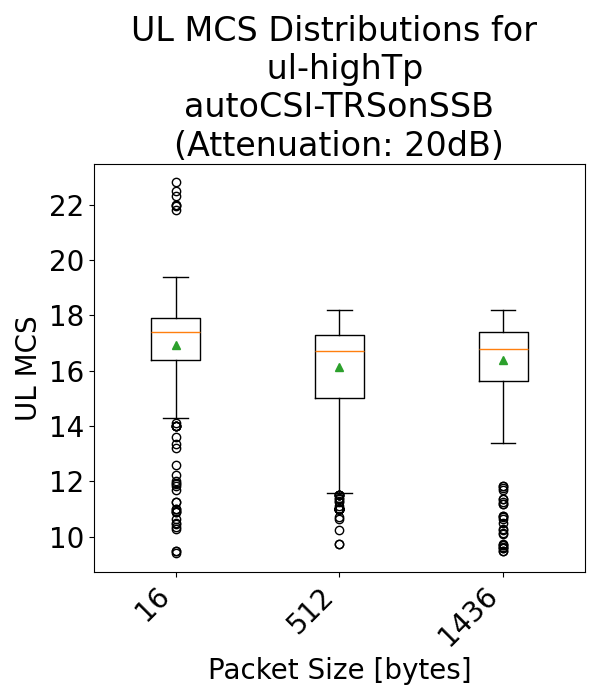 UL MCS Distributions for
ul-highTp
autoCSI-TRSonSSB
(Attenuation: 20dB)
UL MCS
22
20
18
16
14
12
10
16
512
1436
Packet Size [bytes]